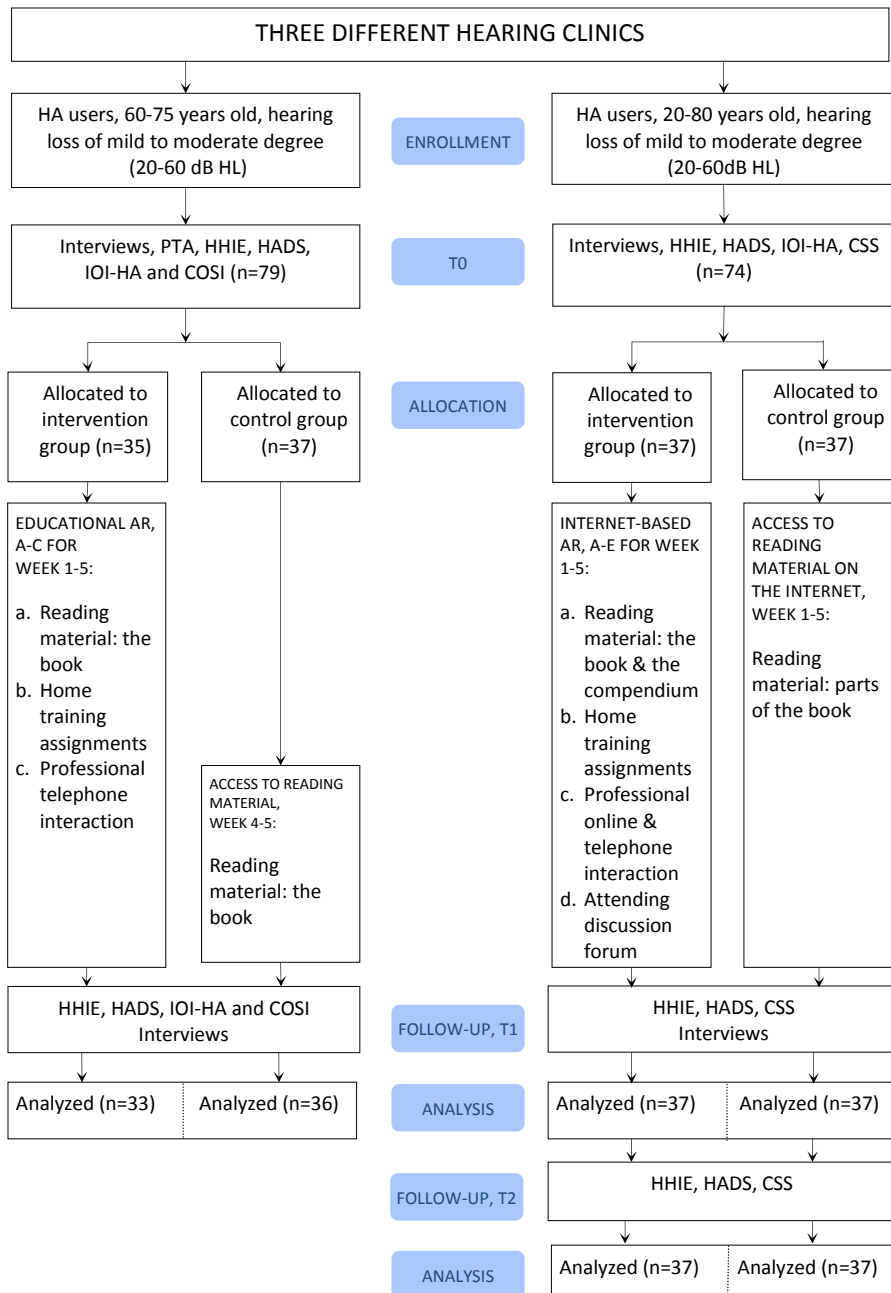 THREE DIFFERENT HEARING CLINICS
HA users, 60-75 years old, hearing
loss of mild to moderate degree
(20-60 dB HL)
ENROLLMENT
HA users, 20-80 years old, hearing
loss of mild to moderate degree
(20-60dB HL)
Interviews, PTA, HHIE, HADS,
IOI-HA and COSI (n=79)
T0
Interviews, HHIE, HADS, IOI-HA, CSS
(n=74)
Allocated to
intervention
group (n=35)
Allocated to
control group
(n=37)
ALLOCATION
Allocated to
intervention
group (n=37)
Allocated to
control group
(n=37)
EDUCATIONAL AR,
A-C FOR
WEEK 1-5:
a. Reading
material: the
book
b. Home
training
assignments
c. Professional
telephone
interaction
ACCESS TO READING
MATERIAL,
WEEK 4-5:
Reading
material: the
book
INTERNET-BASED
AR, A-E FOR WEEK
1-5:
a. Reading
material: the
book & the
compendium
b. Home
training
assignments
c. Professional
online &
telephone
interaction
d. Attending
discussion
forum
ACCESS TO
READING
MATERIAL ON
THE INTERNET,
WEEK 1-5:
Reading
material: parts
of the book
HHIE, HADS, IOI-HA and COSI
Interviews
FOLLOW-UP, T1
HHIE, HADS, CSS
Interviews
Analyzed (n=33)
Analyzed (n=36)
ANALYSIS
Analyzed (n=37)
Analyzed (n=37)
FOLLOW-UP, T2
HHIE, HADS, CSS
ANALYSIS
Analyzed (n=37)
Analyzed (n=37)